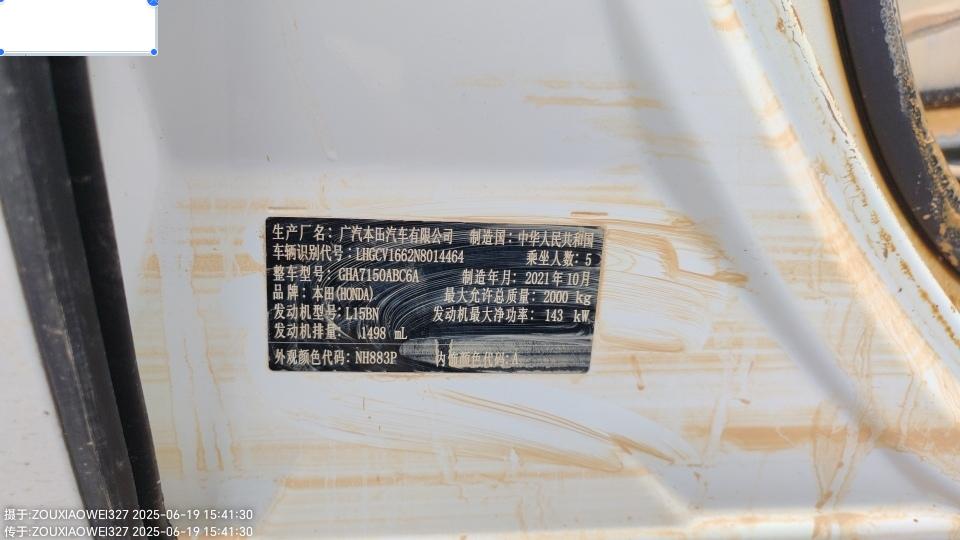 生产厂名：广汽本田汽车有限公司 制造国：中华人民共和国
车辆识别代号：LHGCV1662N8014464 乘坐人数：5
整车型号：GHA7150ABC6A 制造年月：2021年10月
品牌：本田(HONDA) 最大允许总质量：2000 kg
发动机型号：L15BN 发动机最大净功率：143 kW
发动机排量：1498 mL
外观颜色代码：NH883P 内饰颜色代码：A
摄于:ZOUXIAOWEI327 2025-06-19 15:41:30
传于:ZOUXIAOWEI327 2025-06-19 15:41:30